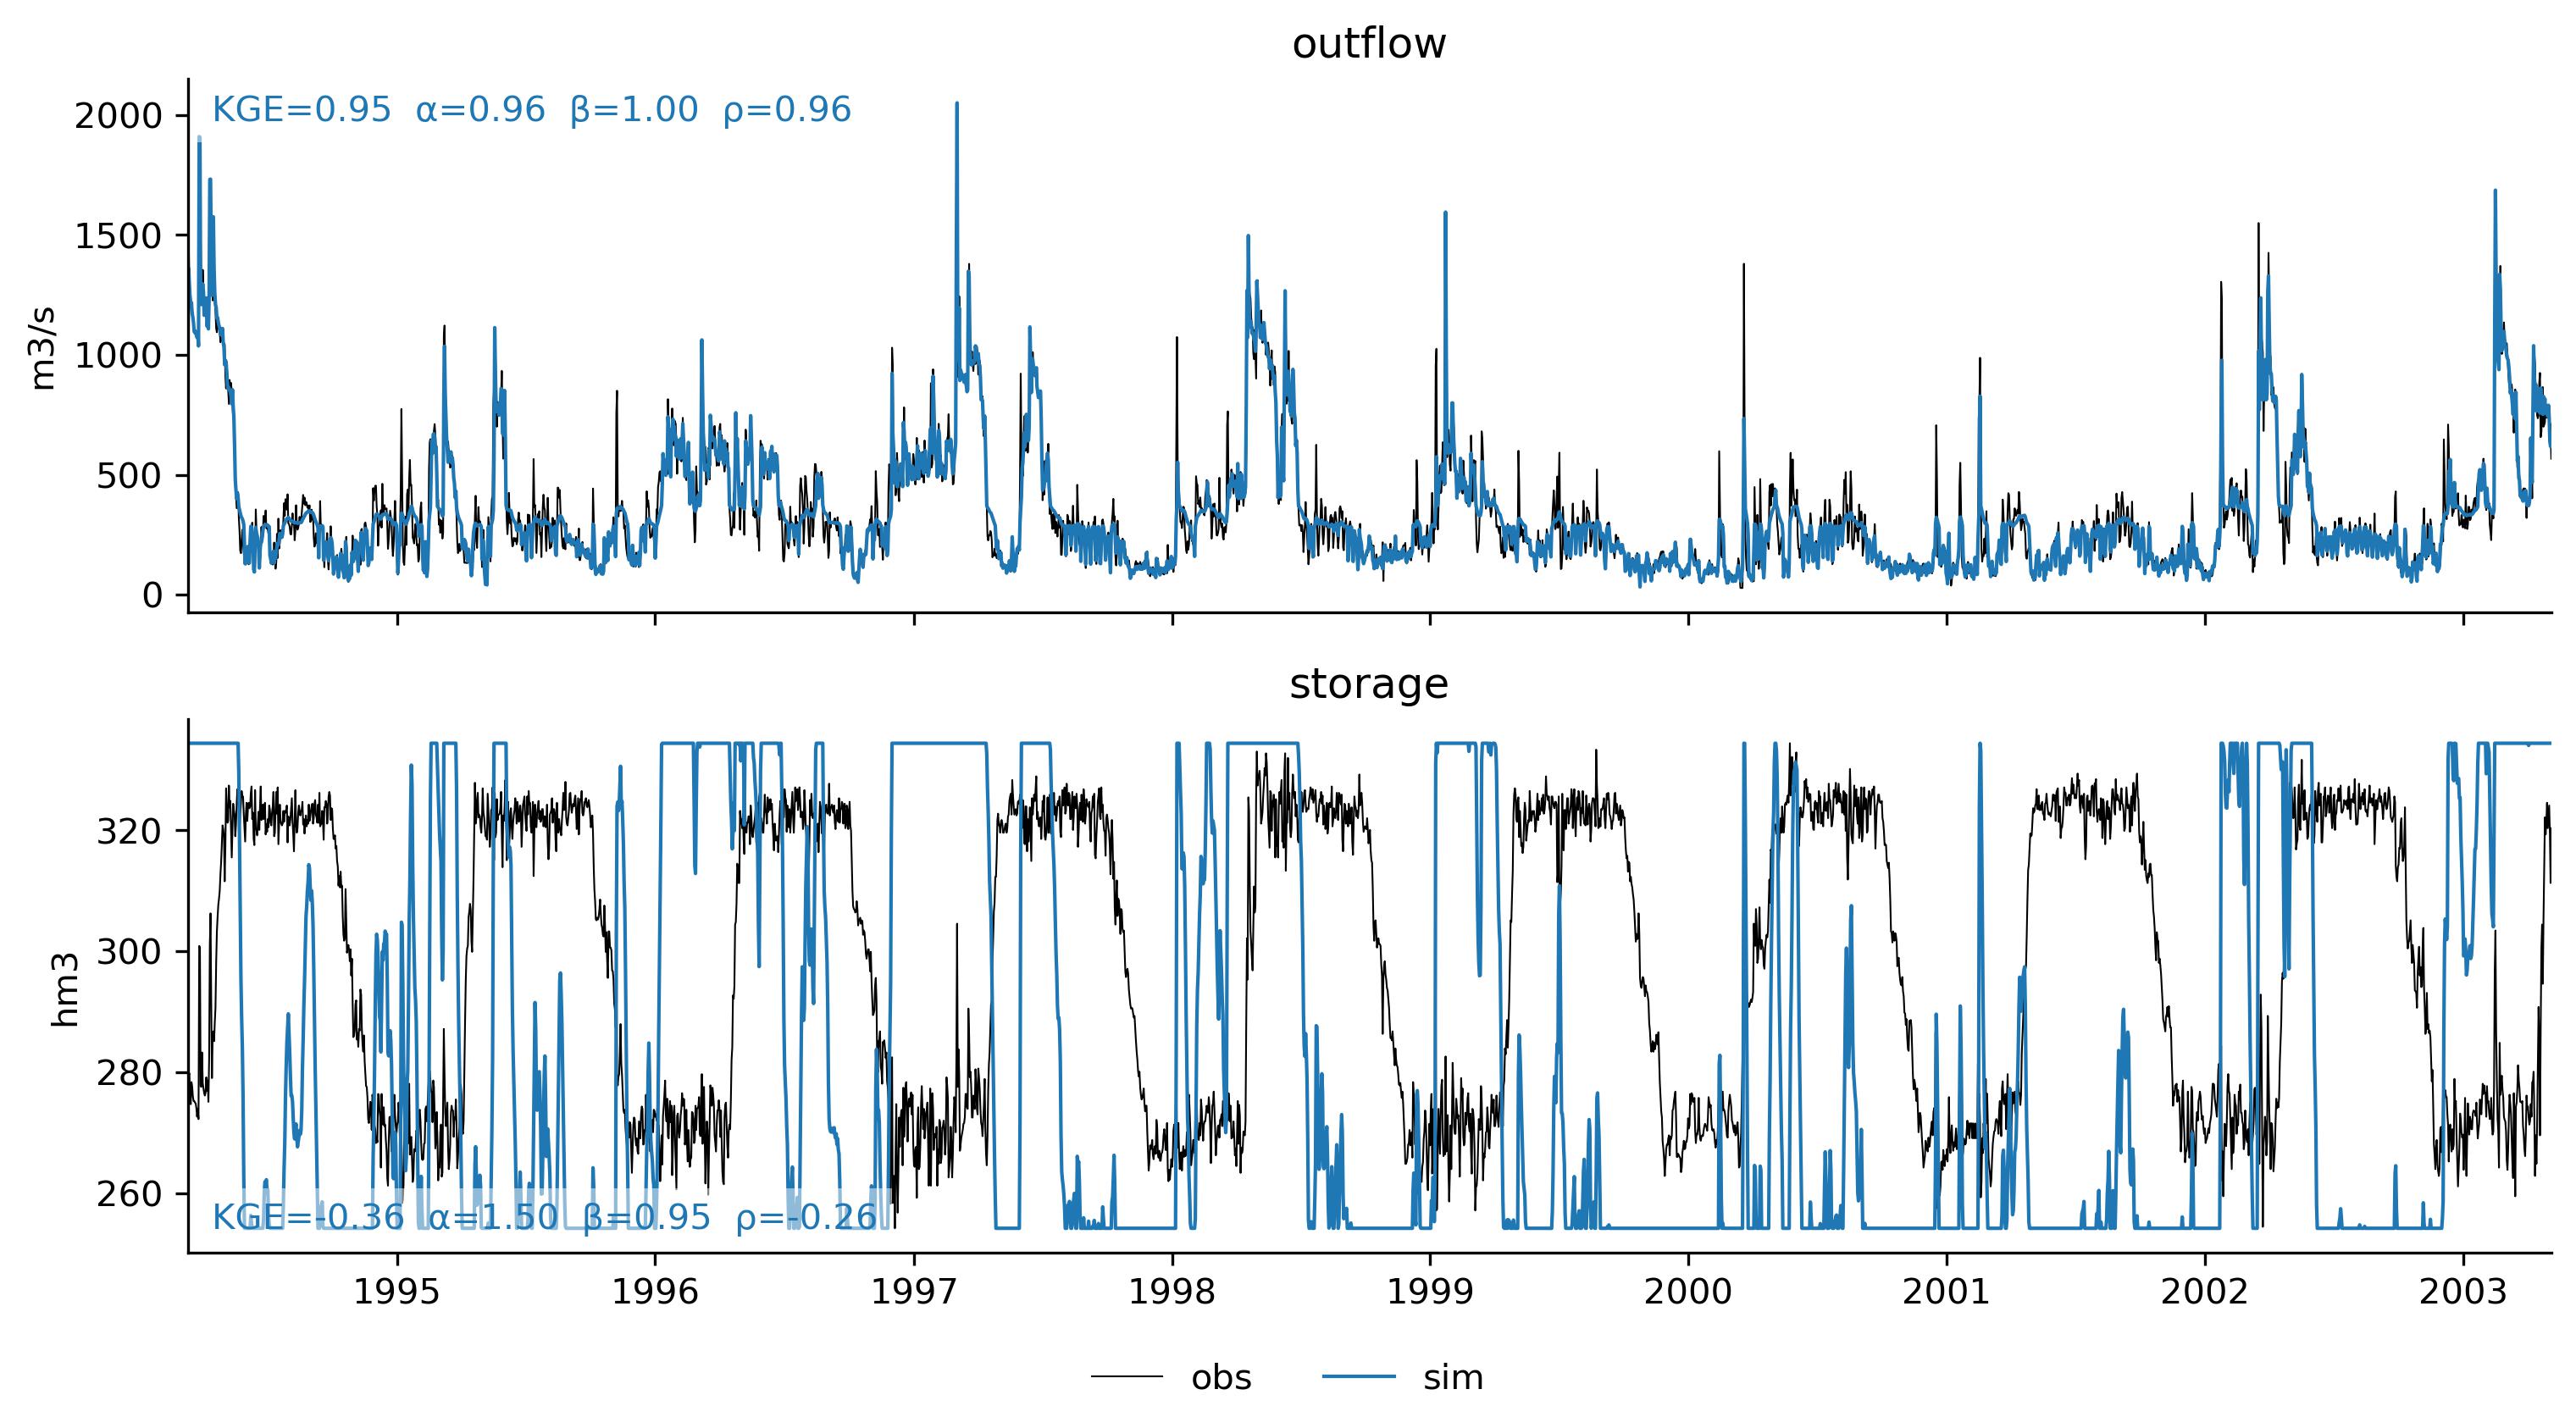 outflow
KGE=0.95 α=0.96 β=1.00 ρ=0.96
2000
1500
1000
500
0
m3/s
storage
320
300
280
260
hm3
KGE=-0.36 α=1.50 β=0.95 ρ=-0.26
1995 1996 1997 1998 1999 2000 2001 2002 2003
obs sim